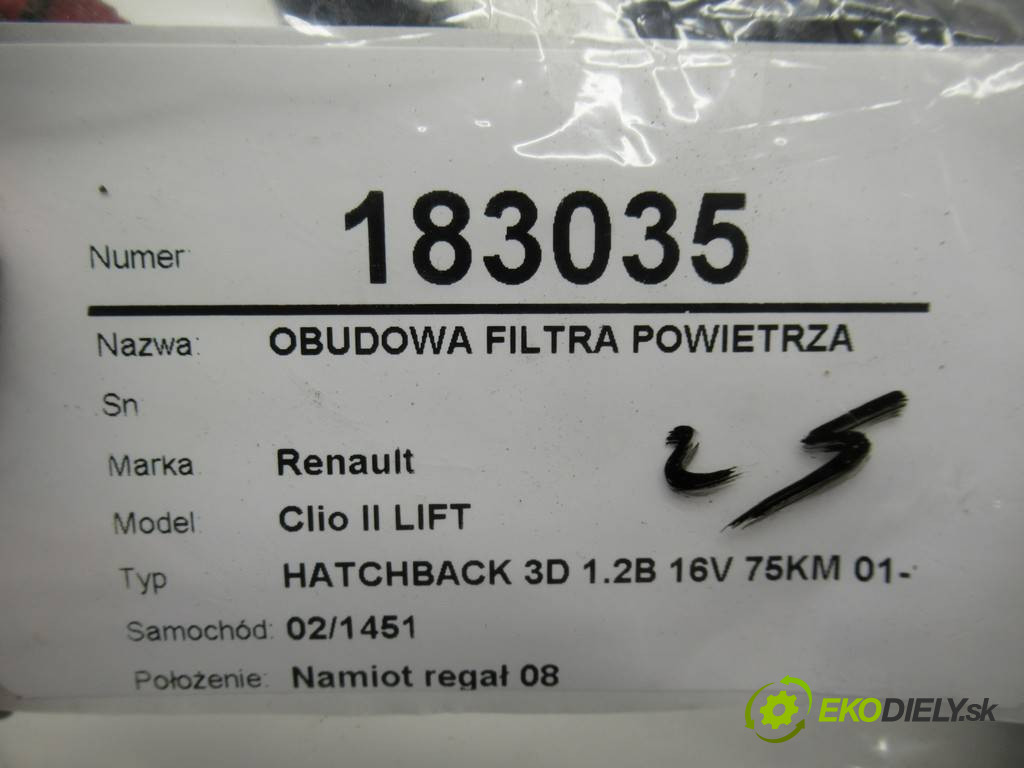 Numer: 183035
Nazwa: OBUDOWA FILTRA POWIETRZA
Sn
Marka Renault
25
Model: Clio II LIFT
Typ HATCHBACK 3D 1.2B 16V 75KM 01-
Samochód: 02/1451
Położenie: Namiot regał 08
EKODIELY.sk